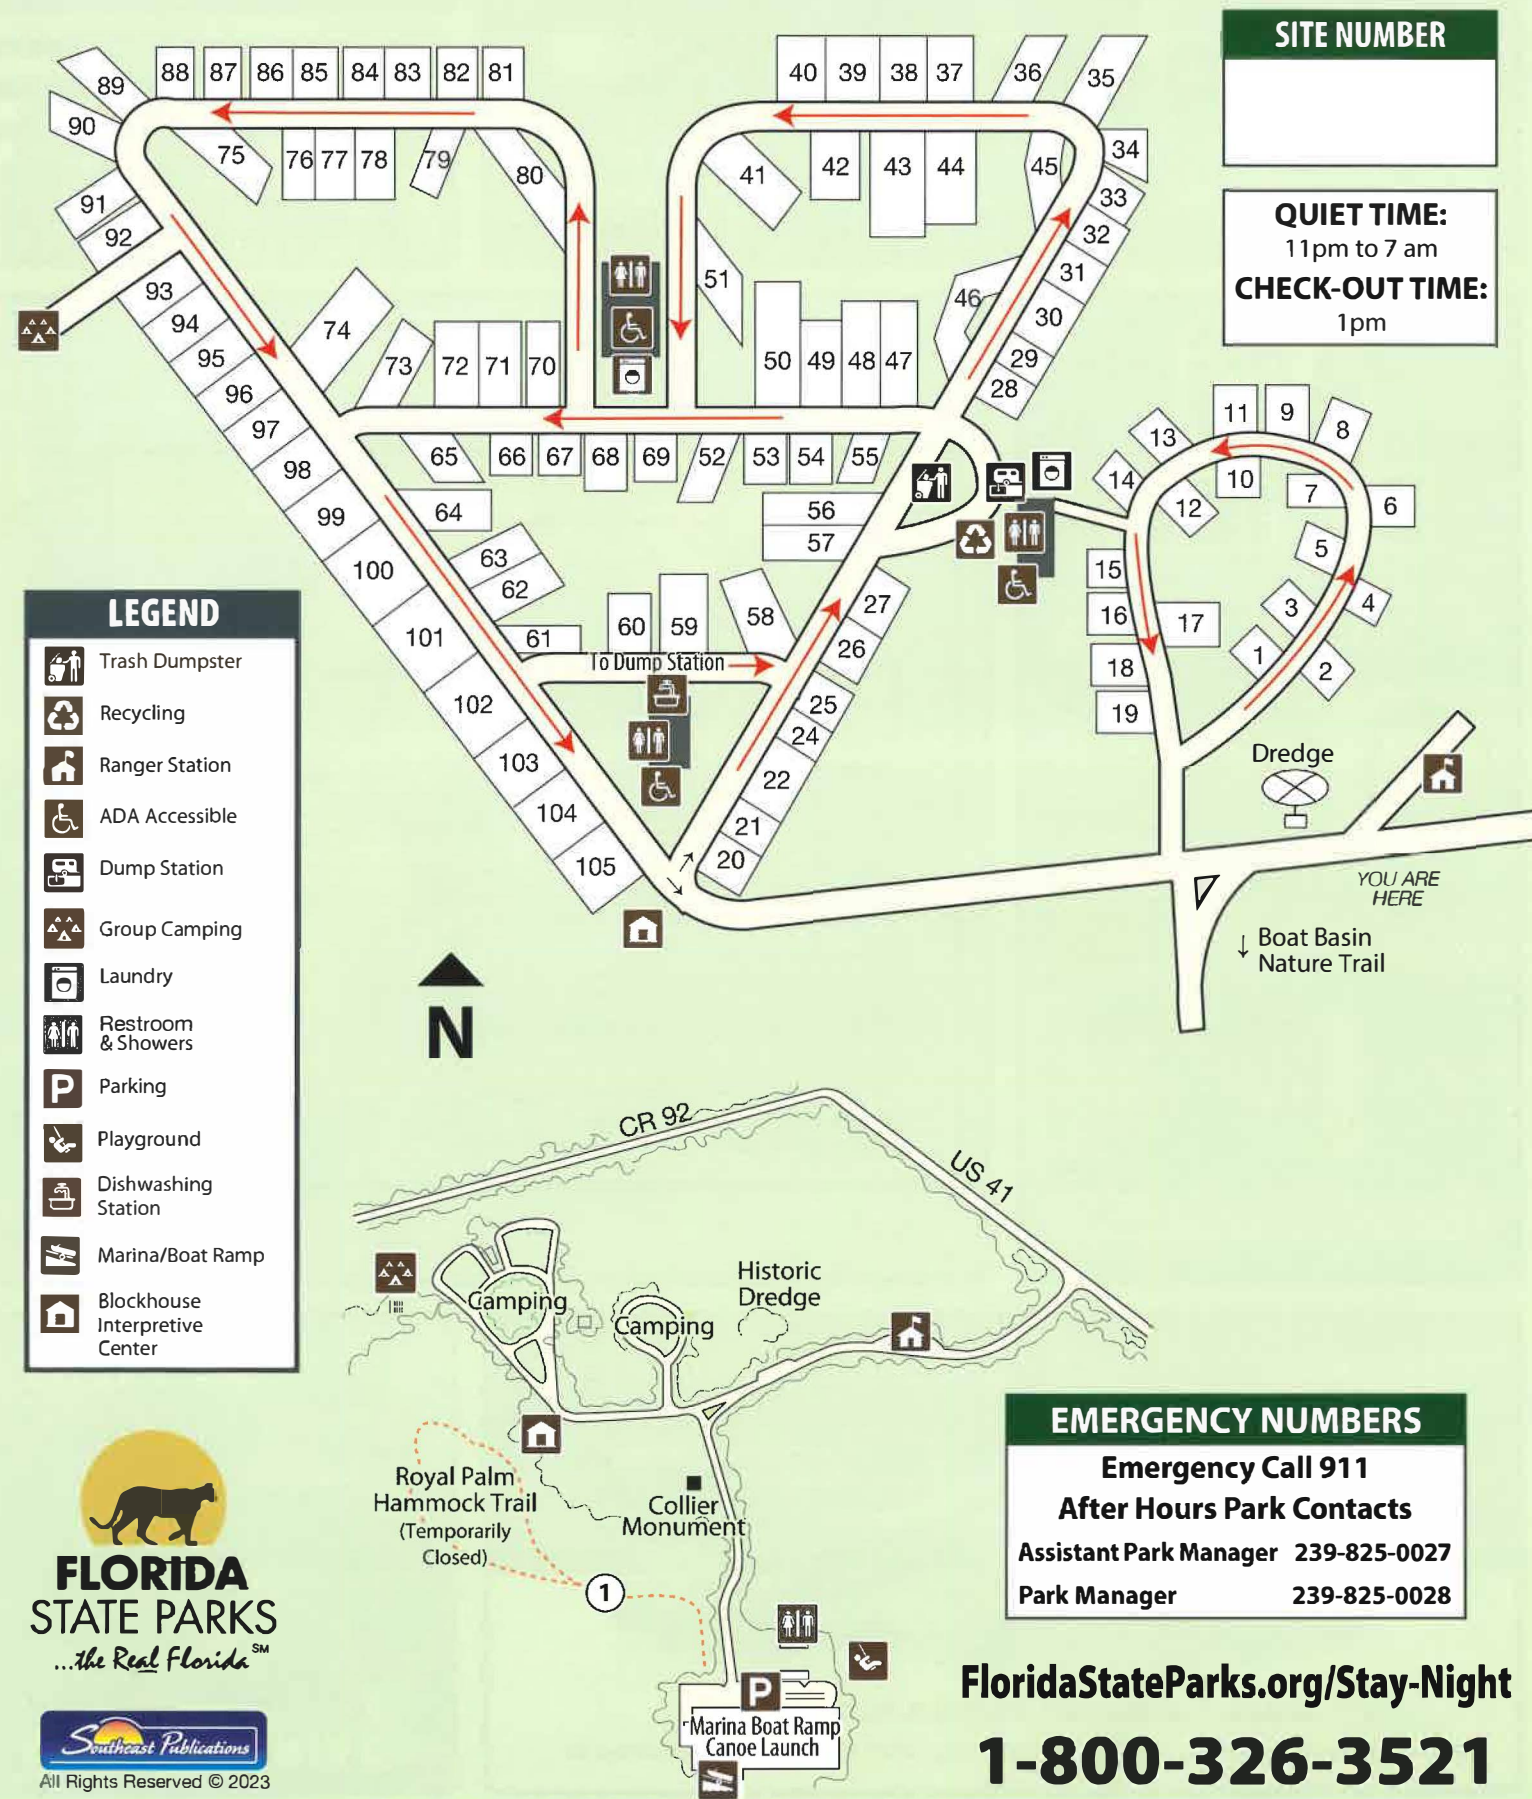 SITE NUMBER
QUIET TIME:
11pm to 7 am
CHECK-OUT TIME:
1pm
88 87 86 85 84 83 82 81
40 39 38 37 36 35
89
90
75 76 77 78 79 80
41 42 43 44 45 34
91
33
92
32
51
31
93
46
30
94
74
95
73 72 71 70
50 49 48 47
29
28
96
97
65 66 67 68 69 52 53 54 55
98
64
56
99
57
63
100
62
61 60 59 58
27
101
26
To Dump Station
102
25
24
103
22
104
21
105
20
11 9 8
13
14 10 7 6
12
5
15
3 4
16 17
1 2
18
19
Dredge
YOU ARE
HERE
↓ Boat Basin
Nature Trail
N
LEGEND
Trash Dumpster
Recycling
Ranger Station
ADA Accessible
Dump Station
Group Camping
Laundry
Restroom
& Showers
P Parking
Playground
Dishwashing
Station
Marina/Boat Ramp
Blockhouse
Interpretive
Center
CR 92
US 41
Camping
Camping
Historic
Dredge
Royal Palm
Hammock Trail
(Temporarily
Closed)
Collier
Monument
1
P
Marina Boat Ramp
Canoe Launch
EMERGENCY NUMBERS
Emergency Call 911
After Hours Park Contacts
Assistant Park Manager 239-825-0027
Park Manager 239-825-0028
FLORIDA
STATE PARKS
...the Real Florida SM
Southeast Publications
All Rights Reserved © 2023
FloridaStateParks.org/Stay-Night
1-800-326-3521